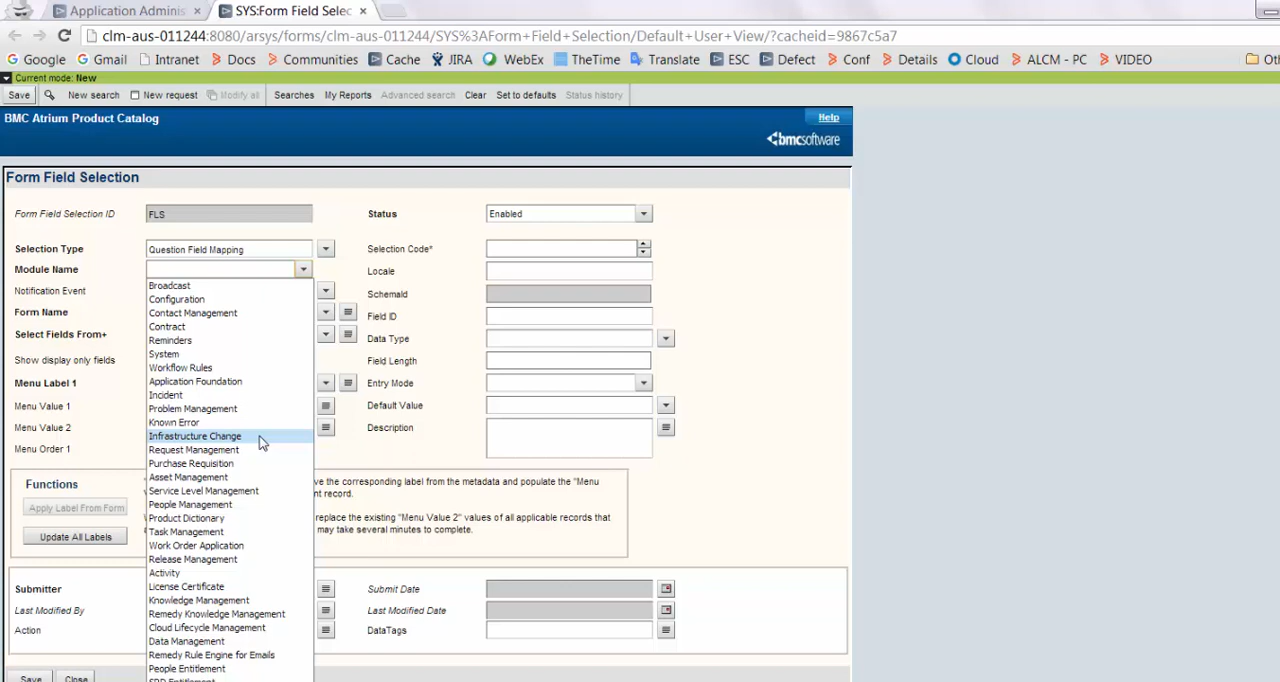 Application Adminis ×
SYS:Form Field Selec ×
clm-aus-011244:8080/arsys/forms/clm-aus-011244/SYS%3AForm+Field+Selection/Default+User+View/?cacheid=9867c5a7
Google Gmail Intranet Docs Communities Cache JIRA WebEx TheTime Translate ESC Defect Conf Details Cloud ALCM - PC VIDEO Oth
Current mode: New
Save New search New request Modify all Searches My Reports Advanced search Clear Set to defaults Status history
BMC Atrium Product Catalog
Help
bmcsoftware
Form Field Selection
Form Field Selection ID FLS Status Enabled
Selection Type Question Field Mapping Selection Code*
Module Name Locale
Notification Event SchemaId
Form Name Field ID
Select Fields From+ Data Type
Show display only fields Field Length
Menu Label 1 Entry Mode
Menu Value 1 Default Value
Menu Value 2 Description
Menu Order 1
Broadcast
Configuration
Contact Management
Contract
Reminders
System
Workflow Rules
Application Foundation
Incident
Problem Management
Known Error
Infrastructure Change
Request Management
Purchase Requisition
Asset Management
Service Level Management
People Management
Product Dictionary
Task Management
Work Order Application
Release Management
Activity
License Certificate
Knowledge Management
Remedy Knowledge Management
Cloud Lifecycle Management
Data Management
Remedy Rule Engine for Emails
People Entitlement
SRD Entitlement
Functions
Apply Label From Form
Update All Labels
ve the corresponding label from the metadata and populate the "Menu
nt record.
replace the existing "Menu Value 2" values of all applicable records that
may take several minutes to complete.
Submitter Submit Date
Last Modified By Last Modified Date
Action DataTags
Save Close